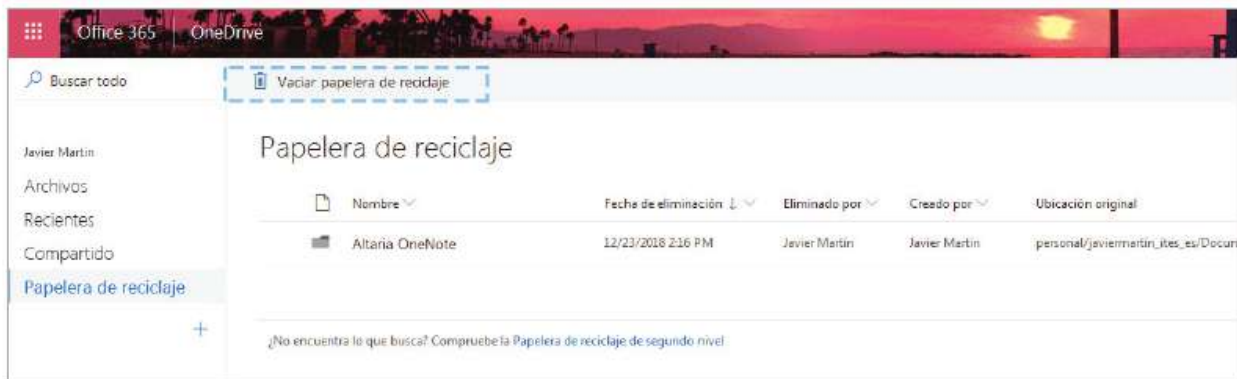 Office 365 OneDrive
Buscar todo
Vaciar papelera de reciclaje
Javier Martin
Archivos
Recientes
Compartido
Papelera de reciclaje
Papelera de reciclaje
Nombre Fecha de eliminación Eliminado por Creado por Ubicación original
Altaria OneNote 12/23/2018 2:16 PM Javier Martin Javier Martin personal/javiermartin_ites_es/Docum
¿No encuentra lo que busca? Compruebe la Papelera de reciclaje de segundo nivel